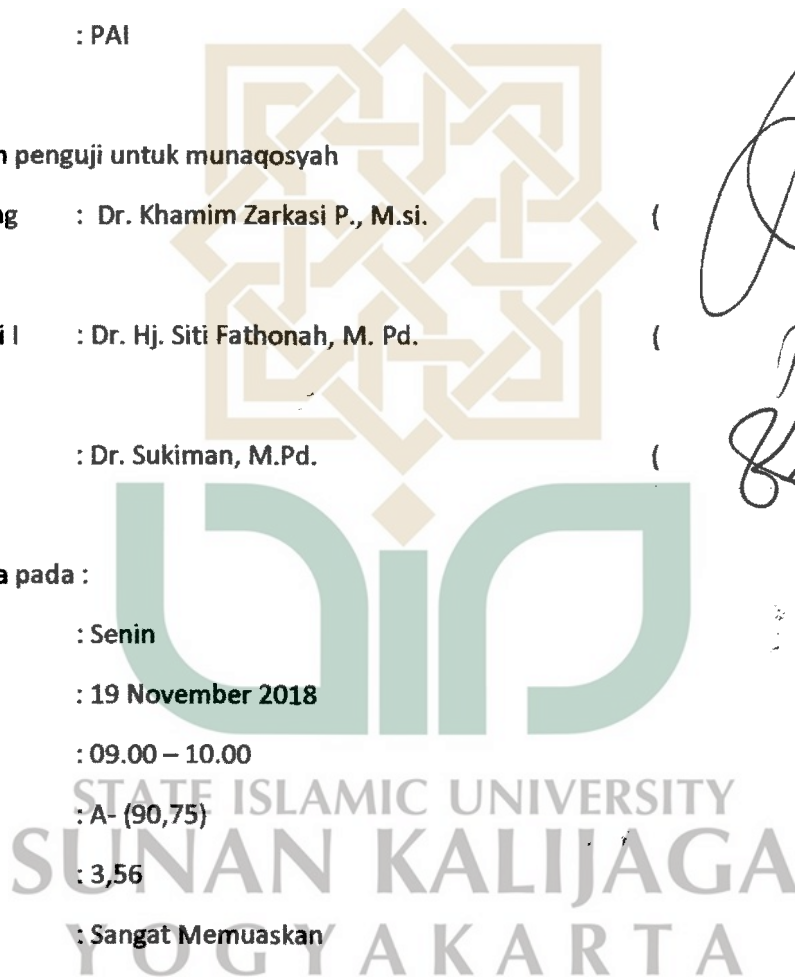 : PAI
n penguji untuk munaqosyah
ng : Dr. Khamim Zarkasi P., M.si. (
i I : Dr. Hj. Siti Fathonah, M. Pd. (
: Dr. Sukiman, M.Pd. (
a pada :
: Senin
: 19 November 2018
: 09.00 – 10.00
STATE ISLAMIC UNIVERSITY
: A- (90,75)
SUNAN KALIJAGA
: 3,56
YOGYAKARTA
: Sangat Memuaskan